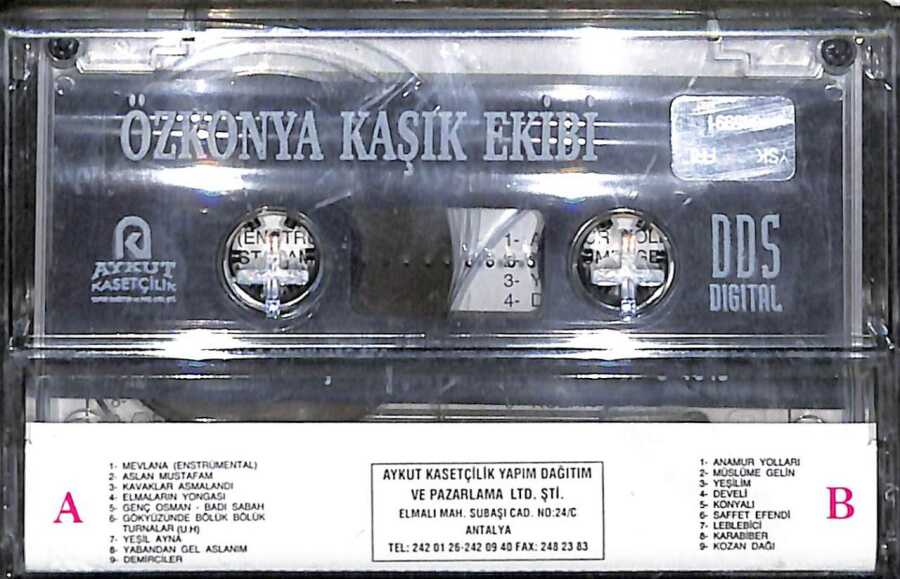 ÖZKONYA KAŞIK EKİBİ
AYKUT
KASETÇİLİK
DDS
DIGITAL
(ENSTRÜ
1-
3- Y
4- D
A
1- MEVLANA (ENSTRÜMENTAL)
2- ASLAN MUSTAFAM
3- KAVAKLAR ASMALANDI
4- ELMALARIN YONGASI
5- GENÇ OSMAN - BADI SABAH
6- GÖKYÜZÜNDE BÖLÜK BÖLÜK
TURNALAR (U.H)
7- YEŞİL AYNA
8- YABANDAN GEL ASLANIM
9- DEMİRCİLER
AYKUT KASETÇİLİK YAPIM DAĞITIM
VE PAZARLAMA LTD. ŞTİ.
ELMALI MAH. SUBAŞI CAD. NO:24/C
ANTALYA
TEL: 242 01 26-242 09 40 FAX: 248 23 83
1- ANAMUR YOLLARI
2- MÜSLÜME GELİN
3- YEŞİLİM
4- DEVELİ
5- KONYALI
6- SAFFET EFENDİ
7- LEBLEBİCİ
8- KARABİBER
9- KOZAN DAĞI
B